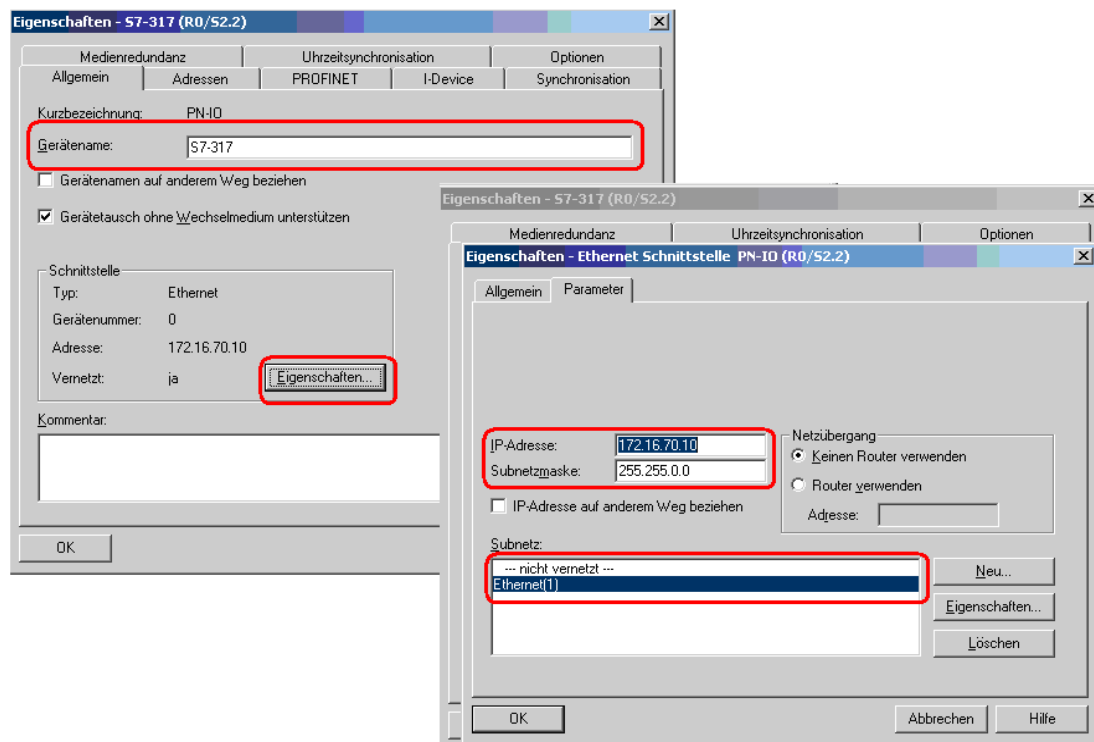 Eigenschaften - S7-317 (R0/S2.2)
Medienredundanz Uhrzeitsynchronisation Optionen
Allgemein Adressen PROFINET I-Device Synchronisation
Kurzbezeichnung: PN-IO
Gerätename: S7-317
Gerätenamen auf anderem Weg beziehen
Gerätetausch ohne Wechselmedium unterstützen
Schnittstelle
Typ: Ethernet
Gerätenummer: 0
Adresse: 172.16.70.10
Vernetzt: ja Eigenschaften...
Kommentar:
OK
Eigenschaften - S7-317 (R0/S2.2)
Medienredundanz Uhrzeitsynchronisation Optionen
Eigenschaften - Ethernet Schnittstelle PN-IO (R0/S2.2)
Allgemein Parameter
IP-Adresse: 172.16.70.10
Subnetzmaske: 255.255.0.0
IP-Adresse auf anderem Weg beziehen
Netzübergang
Keinen Router verwenden
Router verwenden
Adresse:
Subnetz:
--- nicht vernetzt ---
Ethernet(1)
Neu...
Eigenschaften...
Löschen
OK Abbrechen Hilfe